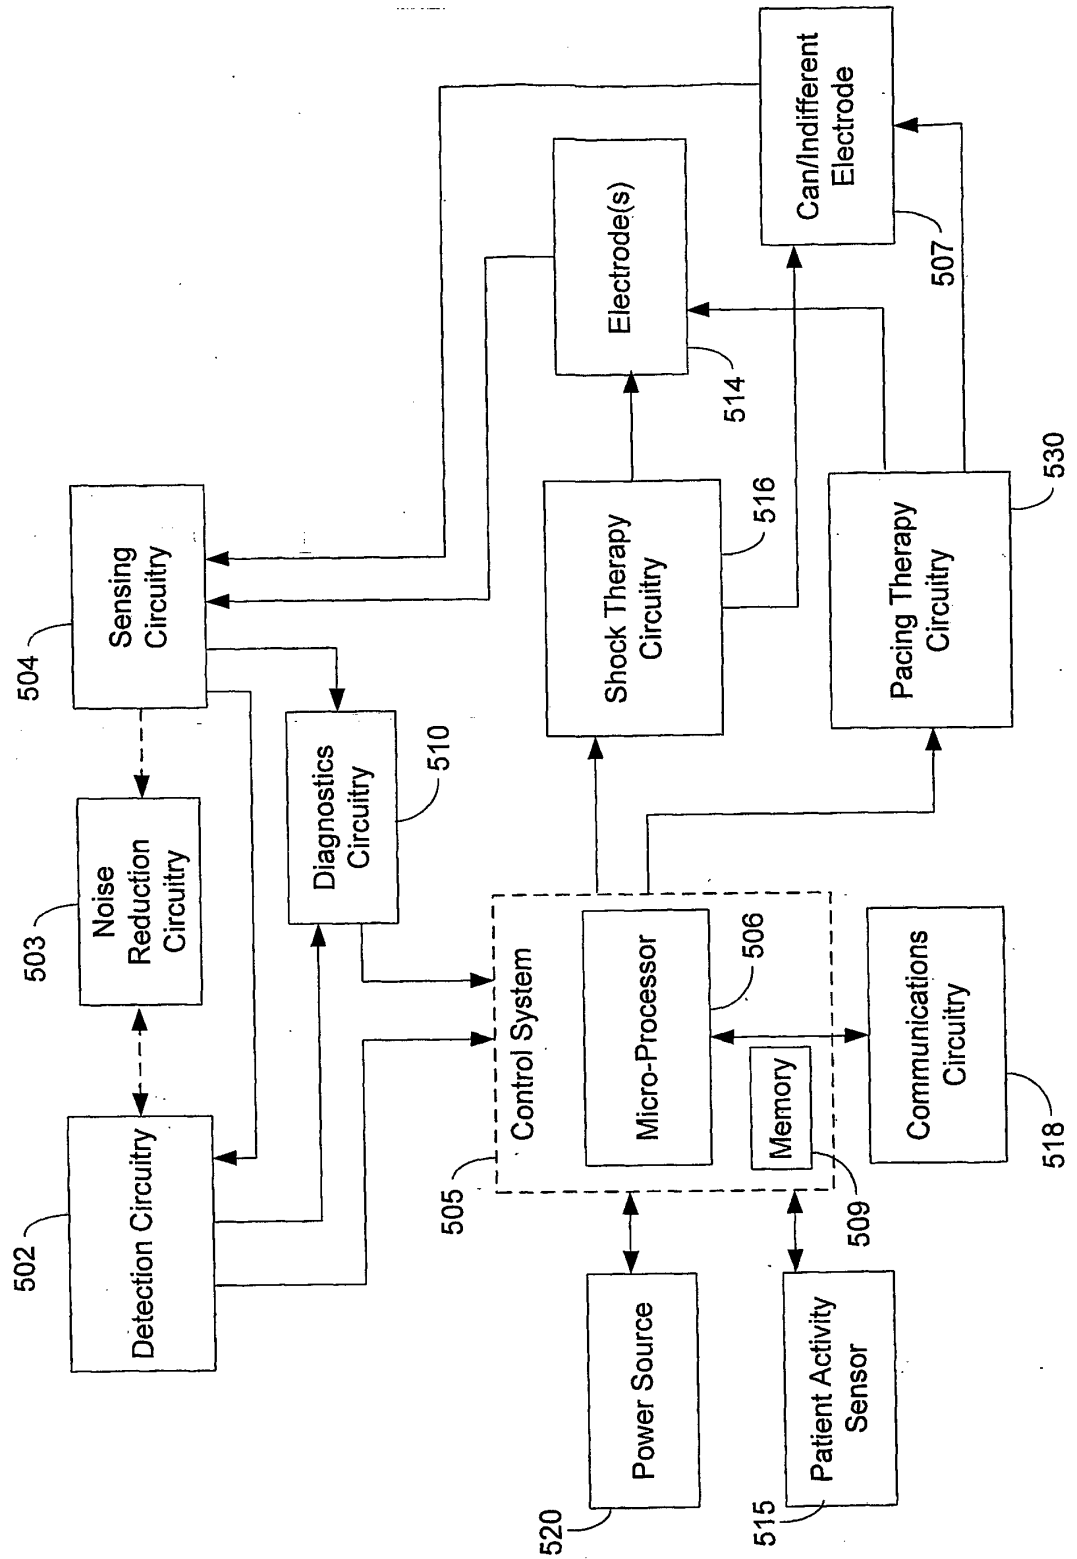 502
Detection Circuitry
503
Noise
Reduction
Circuitry
504
Sensing
Circuitry
Diagnostics
Circuitry
510
505
Control System
Micro-Processor
506
Memory
509
520
Power Source
515
Patient Activity
Sensor
Communications
Circuitry
518
Shock Therapy
Circuitry
516
Pacing Therapy
Circuitry
530
Electrode(s)
514
Can/Indifferent
Electrode
507